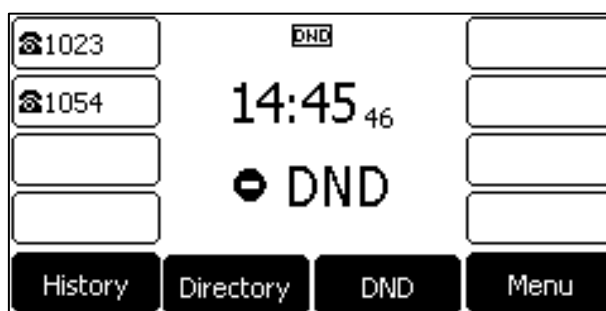 1023
DND
1054
14:45 46
DND
History Directory DND Menu